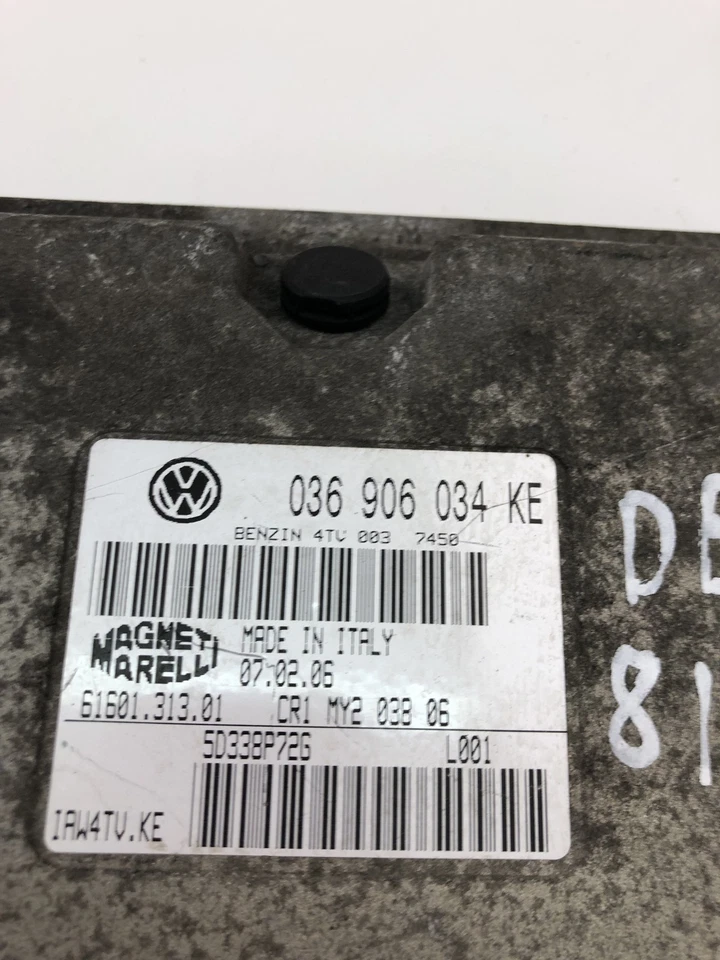 036 906 034 KE
BENZIN 4TV 003 7450
MAGNETI MARELLI
MADE IN ITALY
07.02.06
61601.313.01 CR1 MY2 038 06
5D338P72G L001
IAW4TV.KE
81